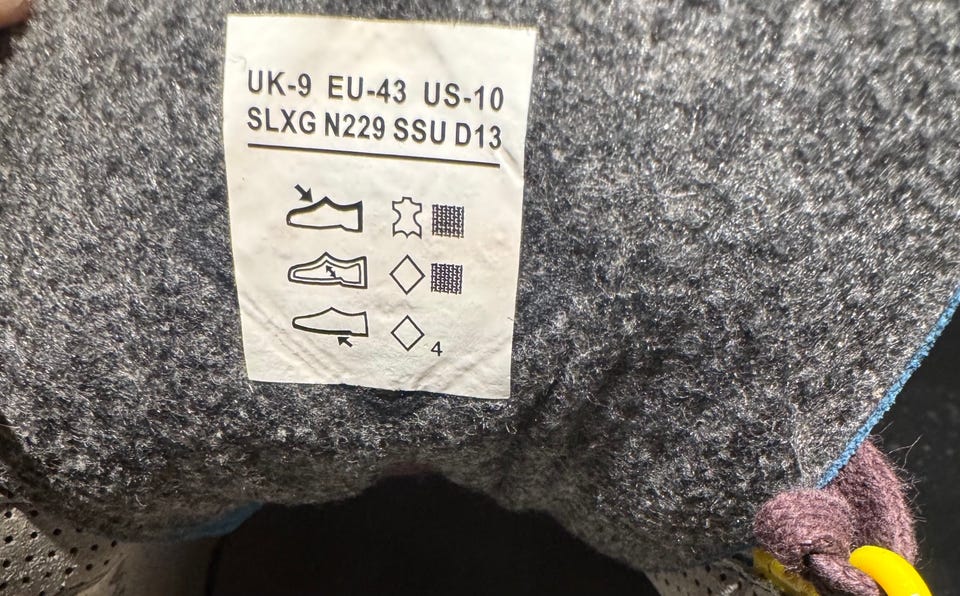 UK-9 EU-43 US-10
SLXG N229 SSU D13
4